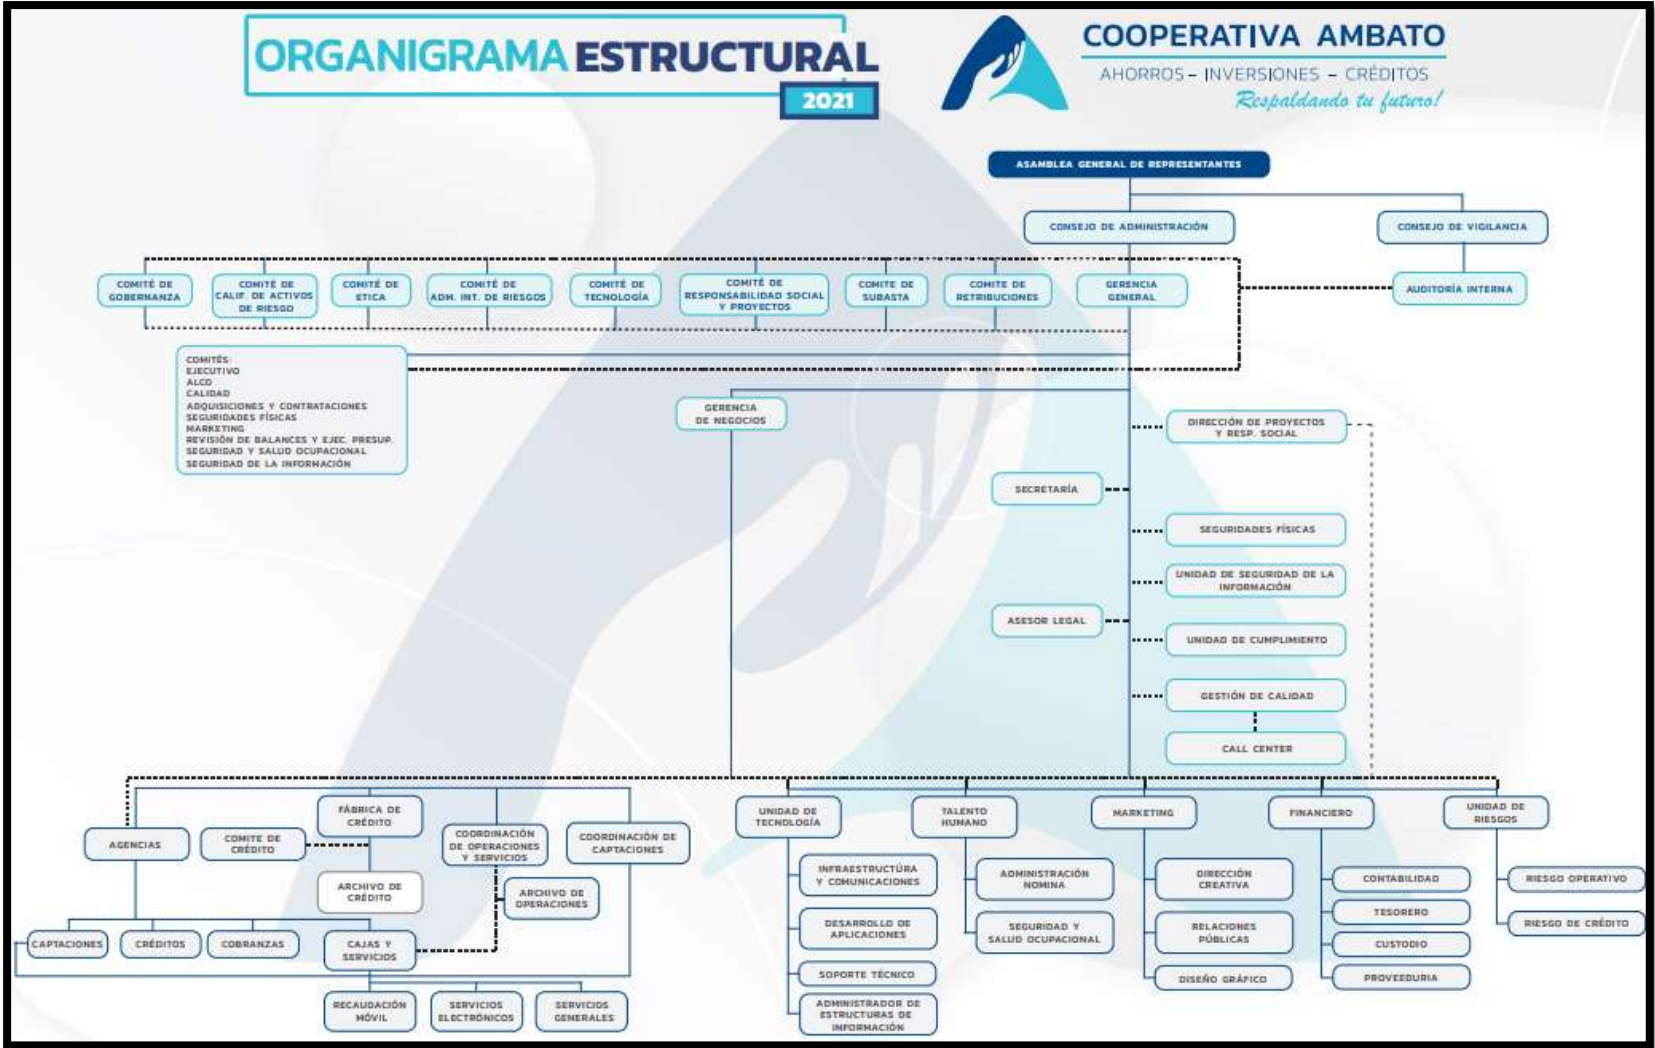 ORGANIGRAMA ESTRUCTURAL
2021
COOPERATIVA AMBATO
AHORROS – INVERSIONES – CRÉDITOS
Respaldando tu futuro!
ASAMBLEA GENERAL DE REPRESENTANTES
CONSEJO DE ADMINISTRACIÓN
CONSEJO DE VIGILANCIA
COMITÉ DE
GOBERNANZA
COMITÉ DE
CALIF. DE ACTIVOS
DE RIESGO
COMITÉ DE
ETICA
COMITÉ DE
ADM. INT. DE RIESGOS
COMITÉ DE
TECNOLOGÍA
COMITÉ DE
RESPONSABILIDAD SOCIAL
Y PROYECTOS
COMITE DE
SUBASTA
COMITE DE
RETRIBUCIONES
GERENCIA
GENERAL
AUDITORÍA INTERNA
COMITÉS:
EJECUTIVO
ALCO
CALIDAD
ADQUISICIONES Y CONTRATACIONES
SEGURIDADES FÍSICAS
MARKETING
REVISIÓN DE BALANCES Y EJEC. PRESUP.
SEGURIDAD Y SALUD OCUPACIONAL
SEGURIDAD DE LA INFORMACIÓN
GERENCIA
DE NEGOCIOS
DIRECCIÓN DE PROYECTOS
Y RESP. SOCIAL
SECRETARÍA
SEGURIDADES FÍSICAS
UNIDAD DE SEGURIDAD DE LA
INFORMACIÓN
ASESOR LEGAL
UNIDAD DE CUMPLIMIENTO
GESTIÓN DE CALIDAD
CALL CENTER
AGENCIAS
COMITE DE
CRÉDITO
FÁBRICA DE
CRÉDITO
COORDINACIÓN
DE OPERACIONES
Y SERVICIOS
COORDINACIÓN DE
CAPTACIONES
UNIDAD DE
TECNOLOGÍA
TALENTO
HUMANO
MARKETING
FINANCIERO
UNIDAD DE
RIESGOS
ARCHIVO DE
CRÉDITO
ARCHIVO DE
OPERACIONES
CAPTACIONES
CRÉDITOS
COBRANZAS
CAJAS Y
SERVICIOS
RECAUDACIÓN
MÓVIL
SERVICIOS
ELECTRÓNICOS
SERVICIOS
GENERALES
INFRAESTRUCTÚRA
Y COMUNICACIONES
DESARROLLO DE
APLICACIONES
SOPORTE TÉCNICO
ADMINISTRADOR DE
ESTRUCTURAS DE
INFORMACIÓN
ADMINISTRACIÓN
NOMINA
SEGURIDAD Y
SALUD OCUPACIONAL
DIRECCIÓN
CREATIVA
RELACIONES
PÚBLICAS
DISEÑO GRÁFICO
CONTABILIDAD
TESORERO
CUSTODIO
PROVEEDURIA
RIESGO OPERATIVO
RIESGO DE CRÉDITO